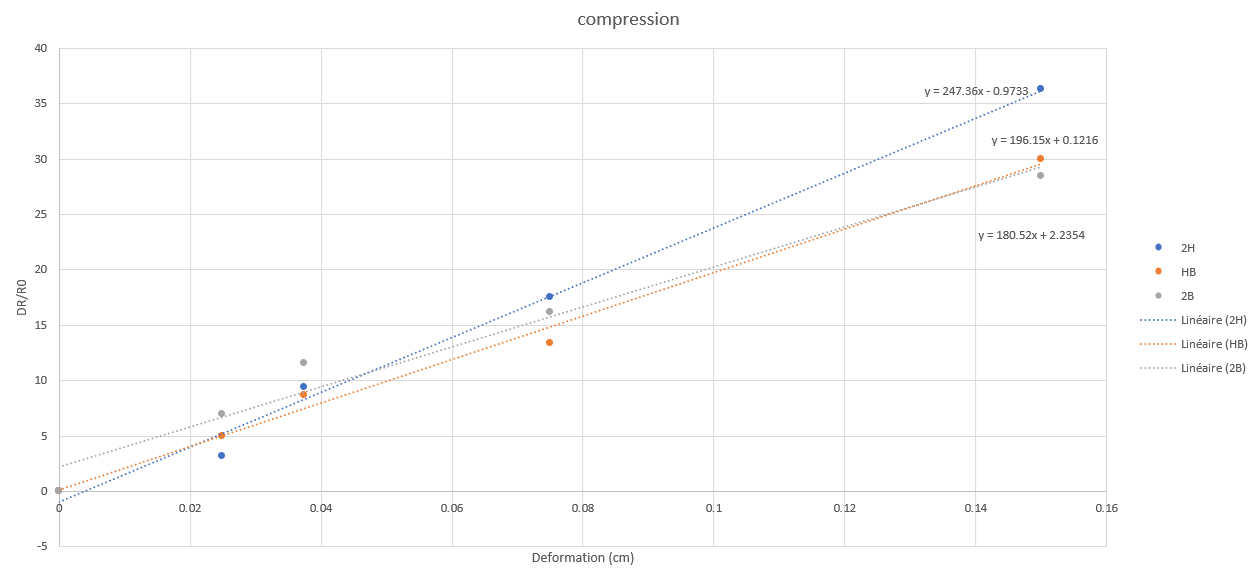 compression
40
35
30
25
20
15
10
5
0
-5
DR/R0
0 0.02 0.04 0.06 0.08 0.1 0.12 0.14 0.16
Deformation (cm)
y = 247.36x - 0.9733
y = 196.15x + 0.1216
y = 180.52x + 2.2354
2H
HB
2B
Linéaire (2H)
Linéaire (HB)
Linéaire (2B)